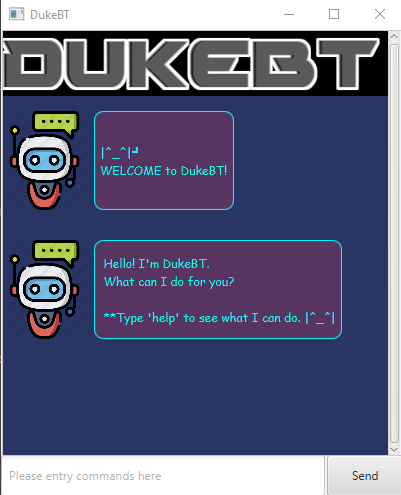 DukeBT
DUKEBT
|^_^|┛
WELCOME to DukeBT!
Hello! I'm DukeBT.
What can I do for you?
**Type 'help' to see what I can do. |^_^|
Please entry commands here
Send